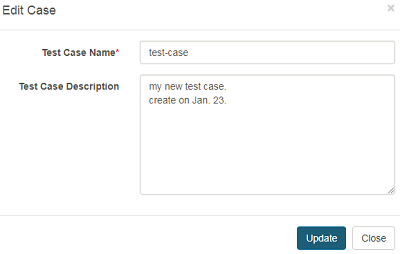 Edit Case
×
Test Case Name* test-case
Test Case Description my new test case.
create on Jan. 23.
Update Close